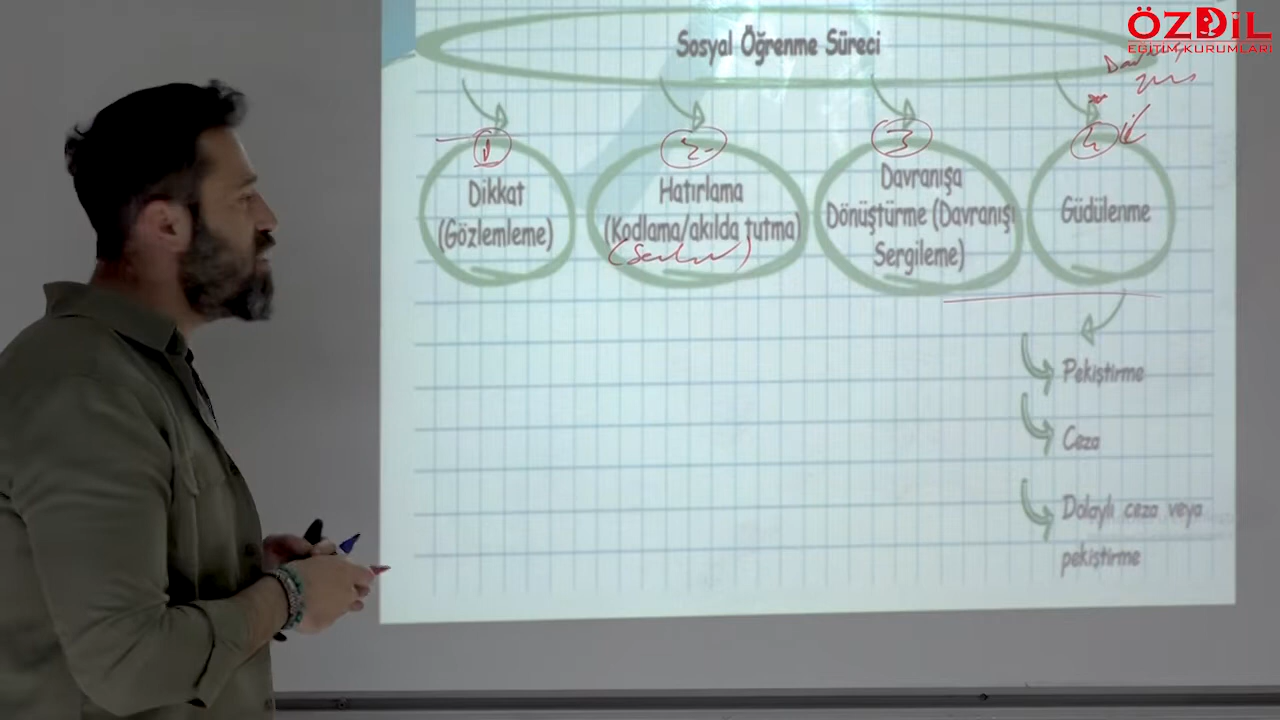 ÖZDİL
EĞİTİM KURUMLARI
Sosyal Öğrenme Süreci
1
2.
3
4
Dikkat
(Gözlemleme)
Hatırlama
(Kodlama/akılda tutma)
Davranışa
Dönüştürme (Davranışı
Sergileme)
Güdülenme
Pekiştirme
Ceza
Dolaylı ceza veya
pekiştirme